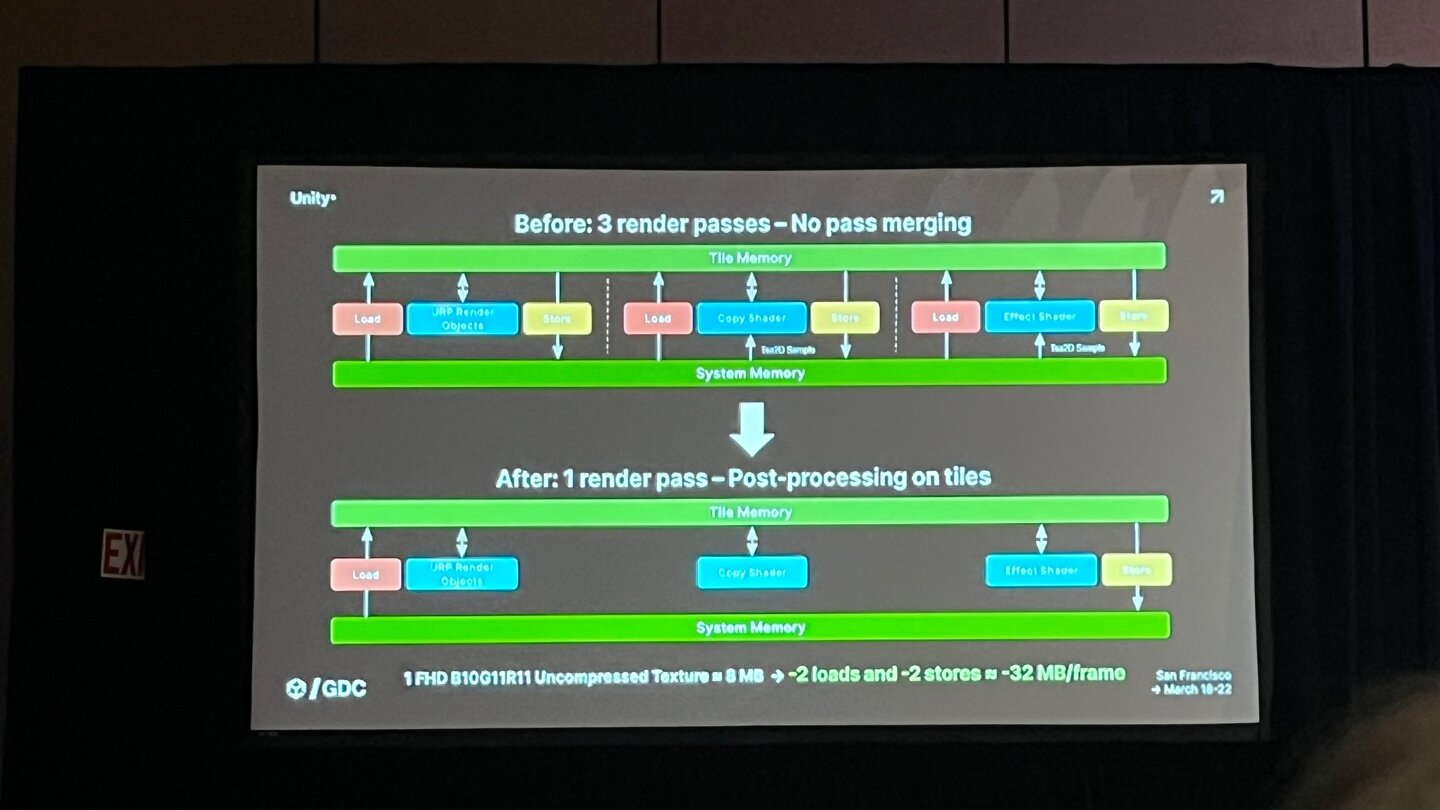 Unity
Before: 3 render passes – No pass merging
Tile Memory
Load
URP Render
Objects
Store
Load
Copy Shader
Store
Load
Effect Shader
Store
Tex2D Sample
Tex2D Sample
System Memory
After: 1 render pass – Post-processing on tiles
Tile Memory
Load
URP Render
Objects
Copy Shader
Effect Shader
Store
System Memory
EXI
1 FHD B10G11R11 Uncompressed Texture ≈ 8 MB → -2 loads and -2 stores ≈ -32 MB/frame
/GDC
San Francisco
→ March 18-22